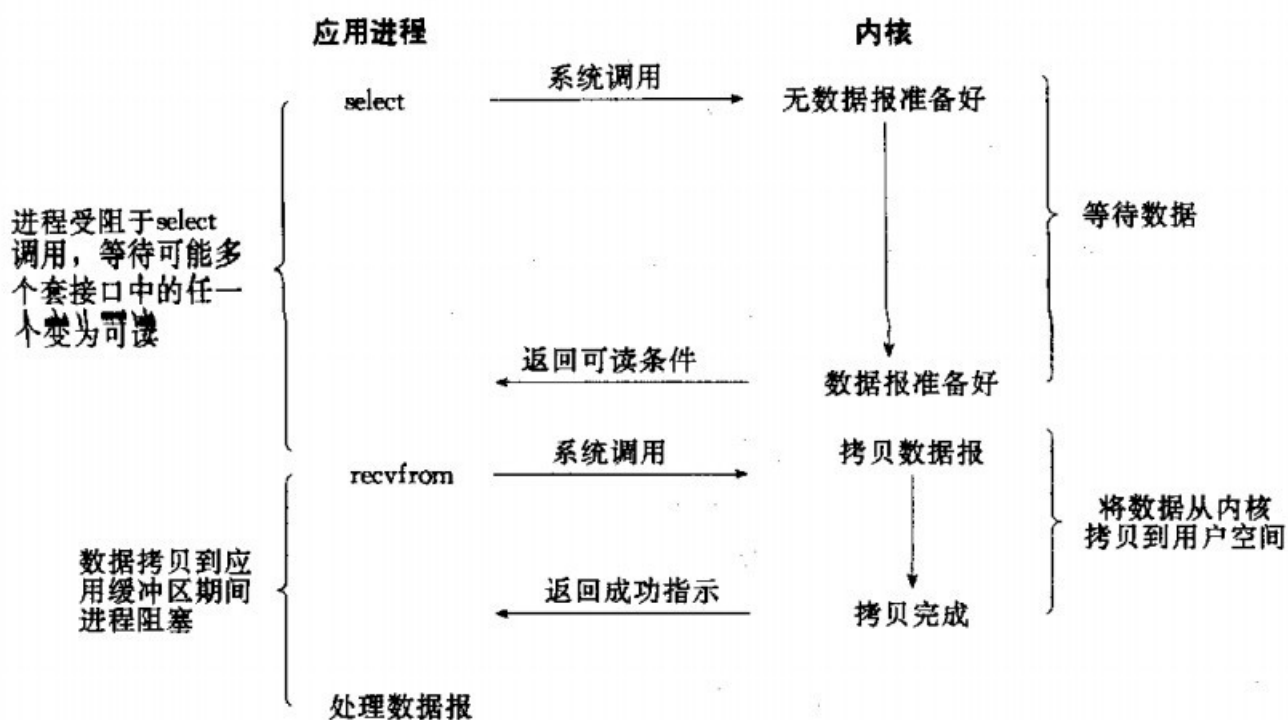 应用进程
内核
系统调用
select
无数据报准备好
进程受阻于select
调用，等待可能多
个套接口中的任一
个变为可读
等待数据
返回可读条件
数据报准备好
系统调用
recvfrom
拷贝数据报
将数据从内核
拷贝到用户空间
数据拷贝到应
用缓冲区期间
进程阻塞
返回成功指示
拷贝完成
处理数据报